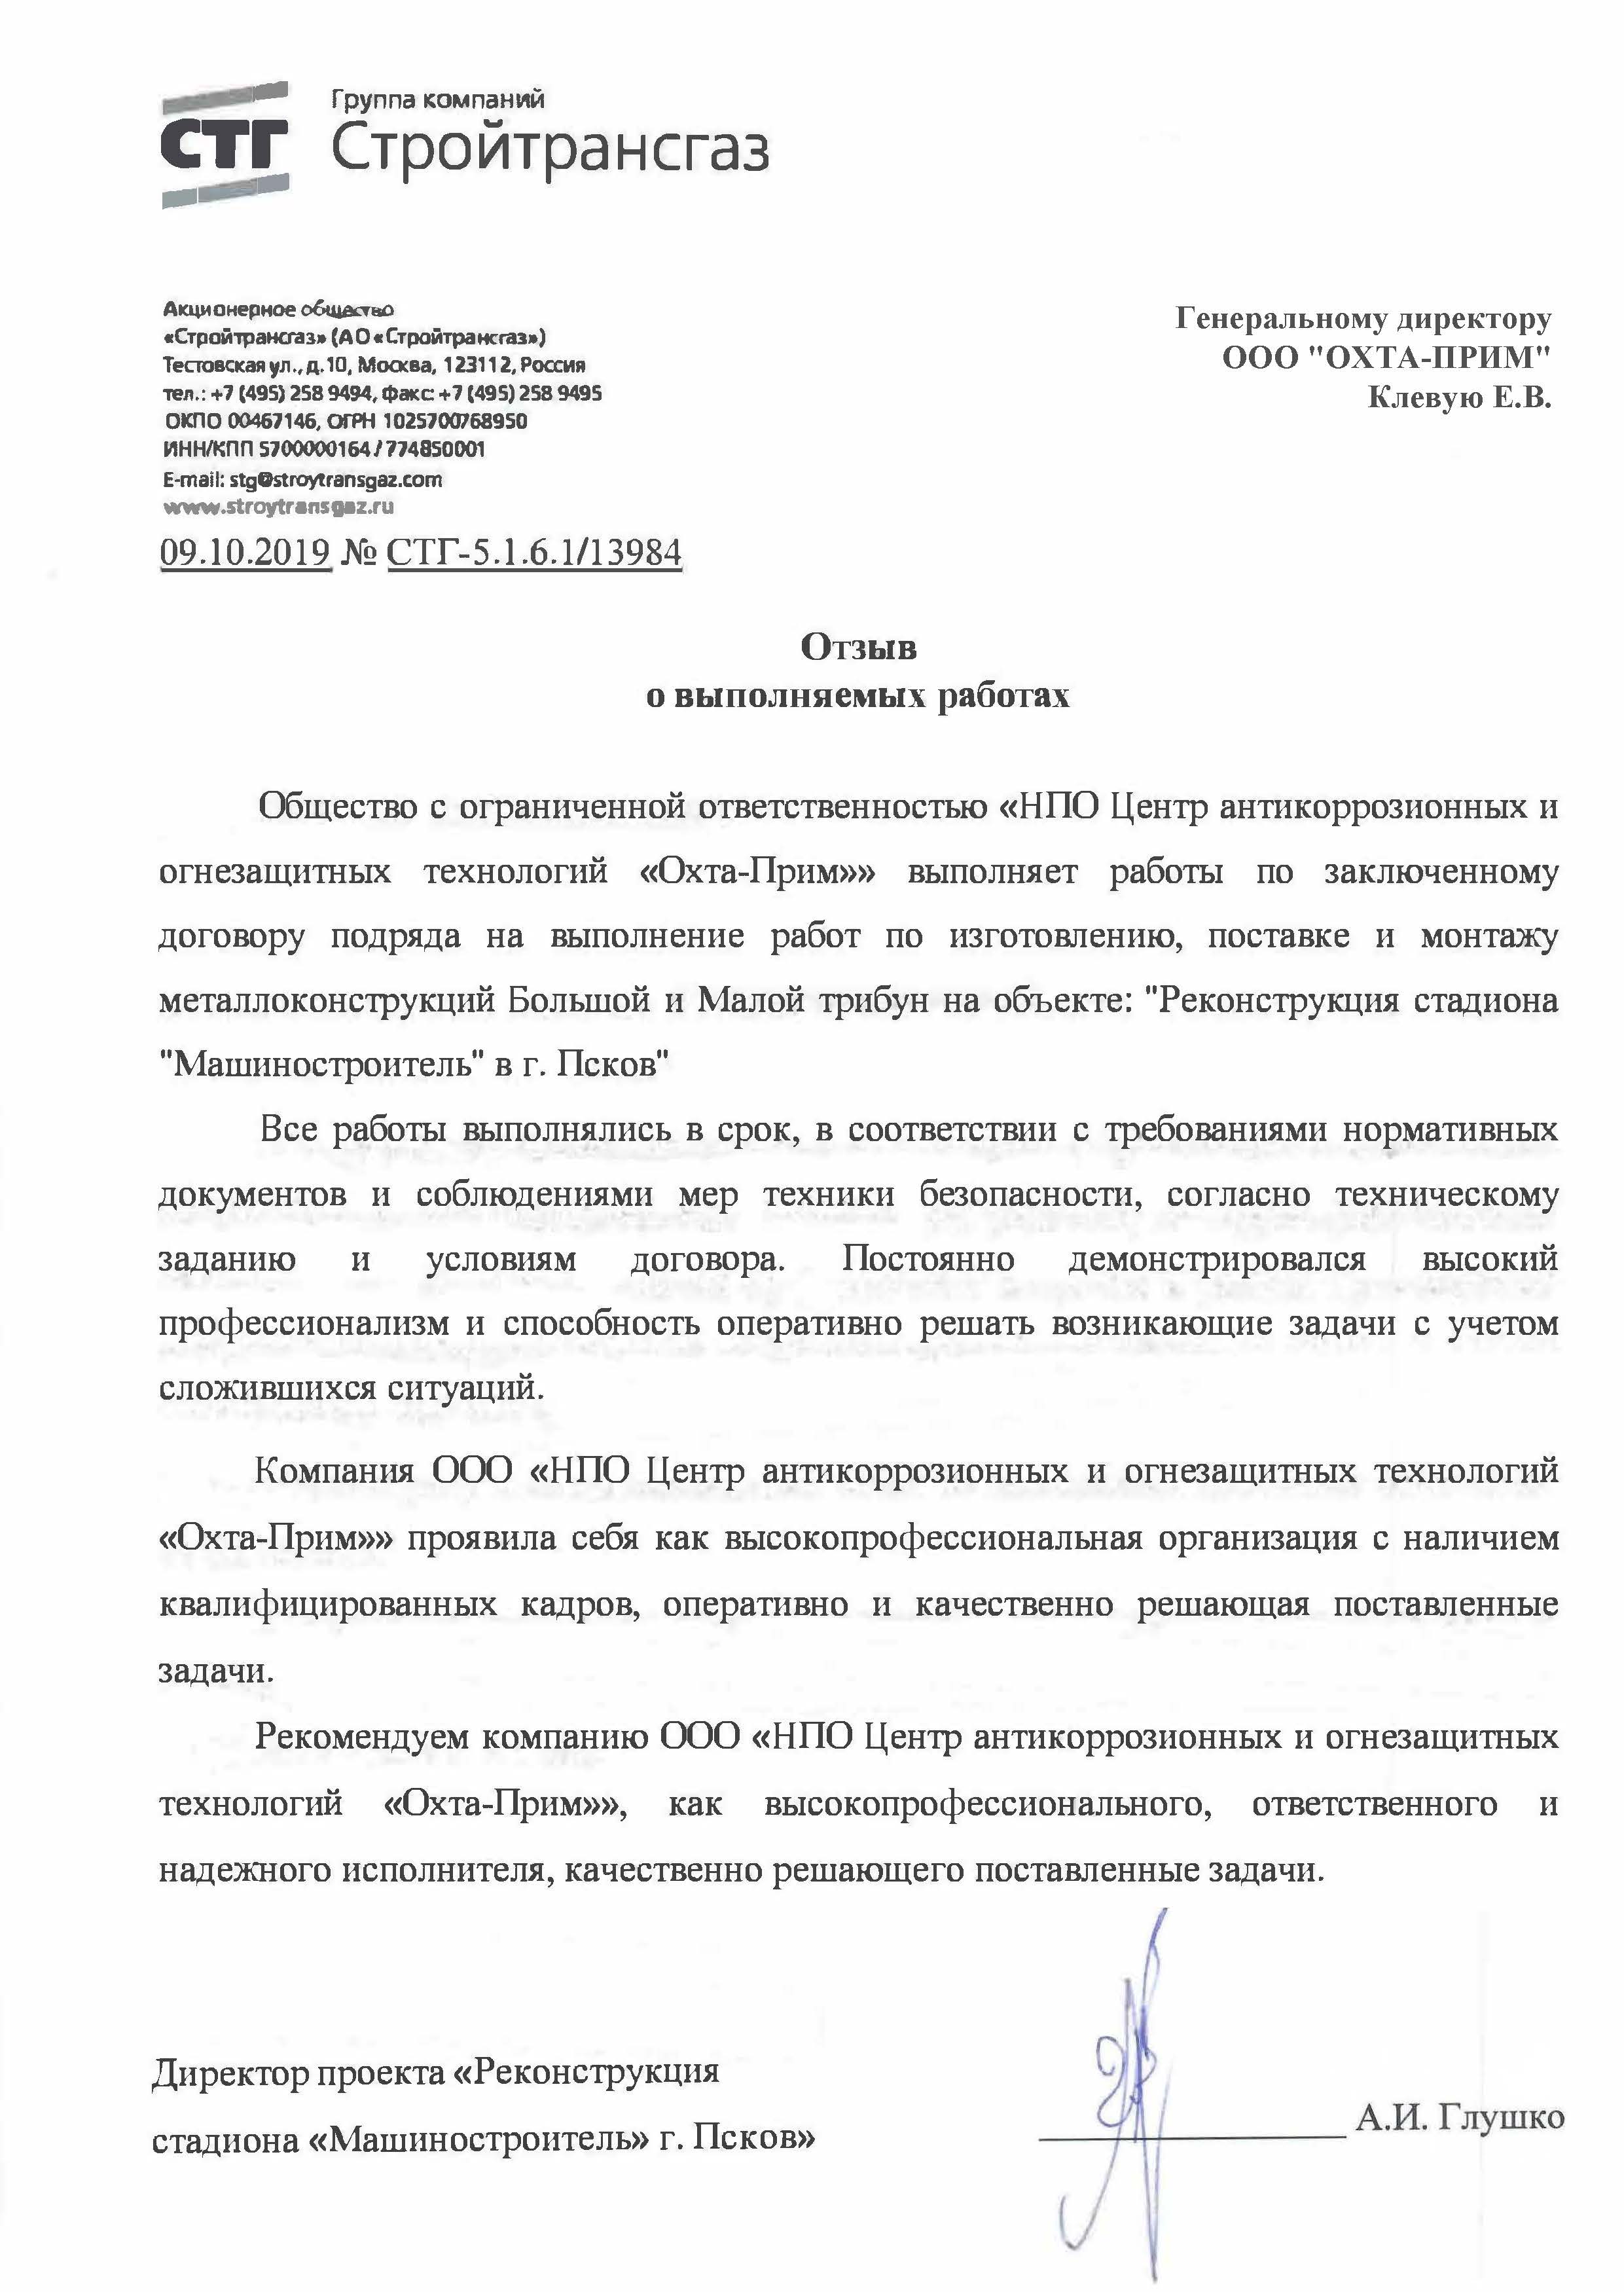 СТГ
Группа компаний
Стройтрансгаз
Акционерное общество
«Стройтрансгаз» (АО «Стройтрансгаз»)
Тестовская ул., д.10, Москва, 123112, Россия
тел.: +7 (495) 258 9494, факс: +7 (495) 258 9495
ОКПО 00467146, ОГРН 1025700768950
ИНН/КПП 5700000164 / 774850001
E-mail: stg@stroytransgaz.com
www.stroytransgaz.ru
Генеральному директору
ООО "ОХТА-ПРИМ"
Клевую Е.В.
09.10.2019 № СТГ-5.1.6.1/13984
Отзыв
о выполняемых работах
Общество с ограниченной ответственностью «НПО Центр антикоррозионных и
огнезащитных технологий «Охта-Прим»» выполняет работы по заключенному
договору подряда на выполнение работ по изготовлению, поставке и монтажу
металлоконструкций Большой и Малой трибун на объекте: "Реконструкция стадиона
"Машиностроитель" в г. Псков"
Все работы выполнялись в срок, в соответствии с требованиями нормативных
документов и соблюдениями мер техники безопасности, согласно техническому
заданию и условиям договора. Постоянно демонстрировался высокий
профессионализм и способность оперативно решать возникающие задачи с учетом
сложившихся ситуаций.
Компания ООО «НПО Центр антикоррозионных и огнезащитных технологий
«Охта-Прим»» проявила себя как высокопрофессиональная организация с наличием
квалифицированных кадров, оперативно и качественно решающая поставленные
задачи.
Рекомендуем компанию ООО «НПО Центр антикоррозионных и огнезащитных
технологий «Охта-Прим»», как высокопрофессионального, ответственного и
надежного исполнителя, качественно решающего поставленные задачи.
Директор проекта «Реконструкция
стадиона «Машиностроитель» г. Псков»
А.И. Глушко